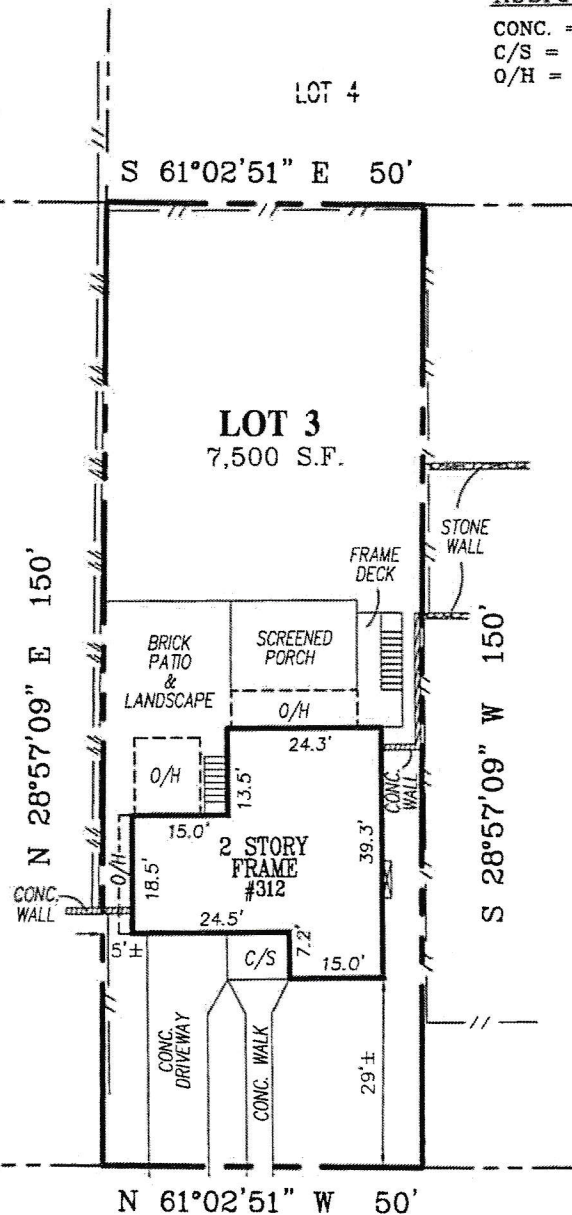 CONC. =
C/S =
O/H =
LOT 4
S 61°02'51" E 50'
LOT 3
7,500 S.F.
N 28°57'09" E 150'
S 28°57'09" W 150'
STONE
WALL
FRAME
DECK
BRICK
PATIO
&
LANDSCAPE
SCREENED
PORCH
O/H
24.3'
O/H
13.5'
CONC.
WALL
15.0'
39.3'
2 STORY
FRAME
#312
O/H
18.5'
CONC.
WALL
24.5'
7.2'
5'±
C/S
15.0'
CONC.
DRIVEWAY
CONC. WALK
29'±
N 61°02'51" W 50'